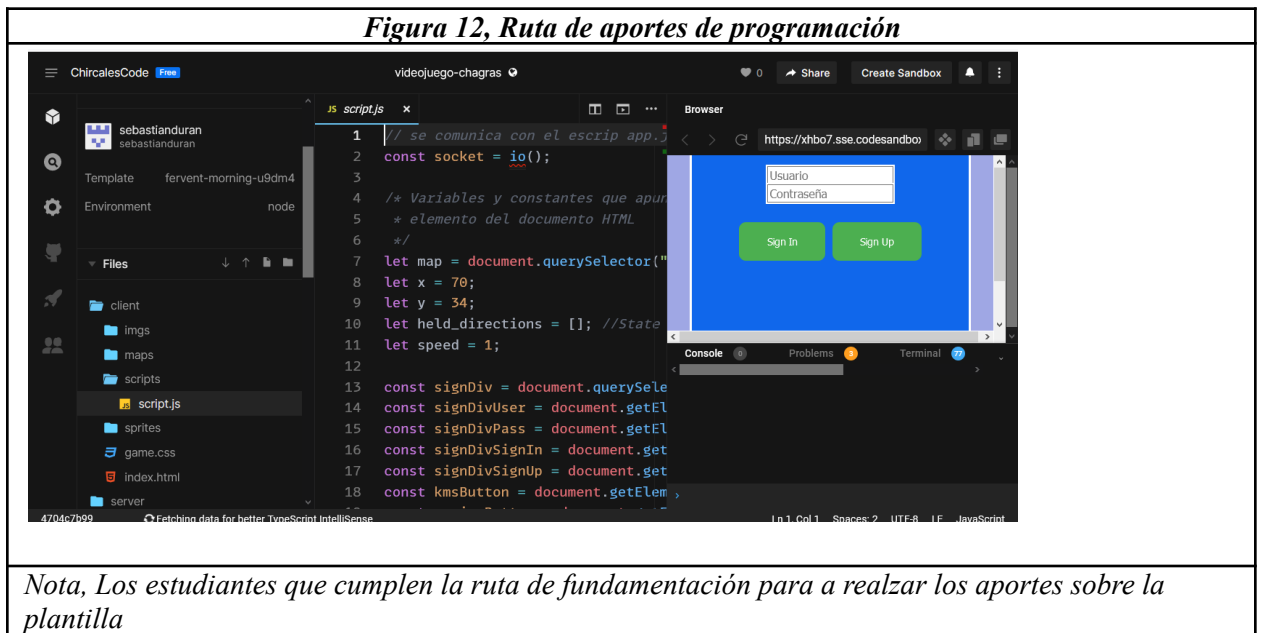 Figura 12, Ruta de aportes de programación
ChircalesCode Free
videojuego-chagras
0 Share Create Sandbox
sebastianduran
sebastianduran
Template fervent-morning-u9dm4
Environment node
Files
client
imgs
maps
scripts
JS script.js
sprites
game.css
5 index.html
server
JS script.js
1 // se comunica con el escrip app.j
2 const socket = io();
3
4 /* Variables y constantes que apun
5 * elemento del documento HTML
6 */
7 let map = document.querySelector("
8 let x = 70;
9 let y = 34;
10 let held_directions = []; //State
11 let speed = 1;
12
13 const signDiv = document.querySele
14 const signDivUser = document.getEl
15 const signDivPass = document.getEl
16 const signDivSignIn = document.get
17 const signDivSignUp = document.get
18 const kmsButton = document.getElem
Browser
https://xhbo7.sse.codesandbo
Usuario
Contraseña
Sign In Sign Up
Console 0 Problems 3 Terminal 77
4704c7b99 Fetching data for better TypeScript IntelliSense
Ln 1, Col 1 Spaces: 2 UTF-8 LF JavaScript
Nota, Los estudiantes que cumplen la ruta de fundamentación para a realzar los aportes sobre la
plantilla